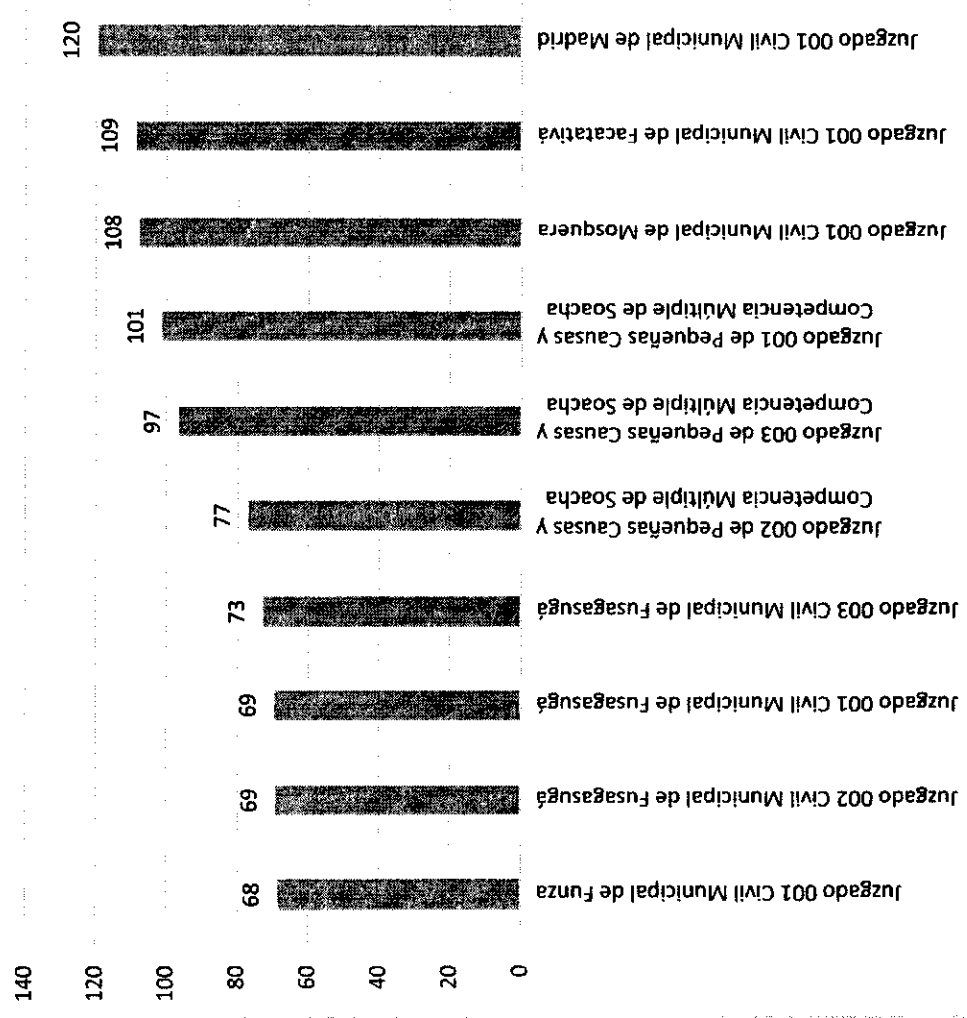 140
120
100
80
60
40
20
0
120
109
108
101
97
77
73
69
69
68
Juzgado 001 Civil Municipal de Madrid
Juzgado 001 Civil Municipal de Facatativá
Juzgado 001 Civil Municipal de Mosquera
Juzgado 001 de Pequeñas Causas y
Competencia Múltiple de Soacha
Juzgado 003 de Pequeñas Causas y
Competencia Múltiple de Soacha
Juzgado 002 de Pequeñas Causas y
Competencia Múltiple de Soacha
Juzgado 003 Civil Municipal de Fusagasugá
Juzgado 001 Civil Municipal de Fusagasugá
Juzgado 002 Civil Municipal de Fusagasugá
Juzgado 001 Civil Municipal de Funza